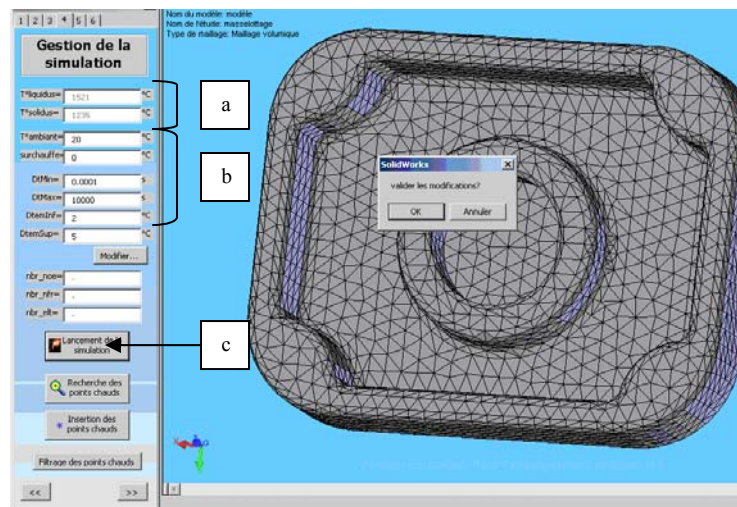 Nom du modèle: modèle
Nom de l'étude: masselottage
Type de maillage: Maillage volumique
1 2 3 4 5 6
Gestion de la
simulation
T°liquidus= 1521 °C
T°solidus= 1235 °C
a
T°ambiant= 20 °C
surchauffe= 0 °C
b
DtMin= 0.0001 s
DtMax= 10000 s
DtemInf= 2 °C
DtemSup= 5 °C
Modifier...
SolidWorks
valider les modifications?
OK Annuler
nbr_noe= .
nbr_nfr= .
nbr_elt= .
Lancement de la
simulation
c
Recherche des
points chauds
Insertion des
points chauds
Filtrage des points chauds
<< >>